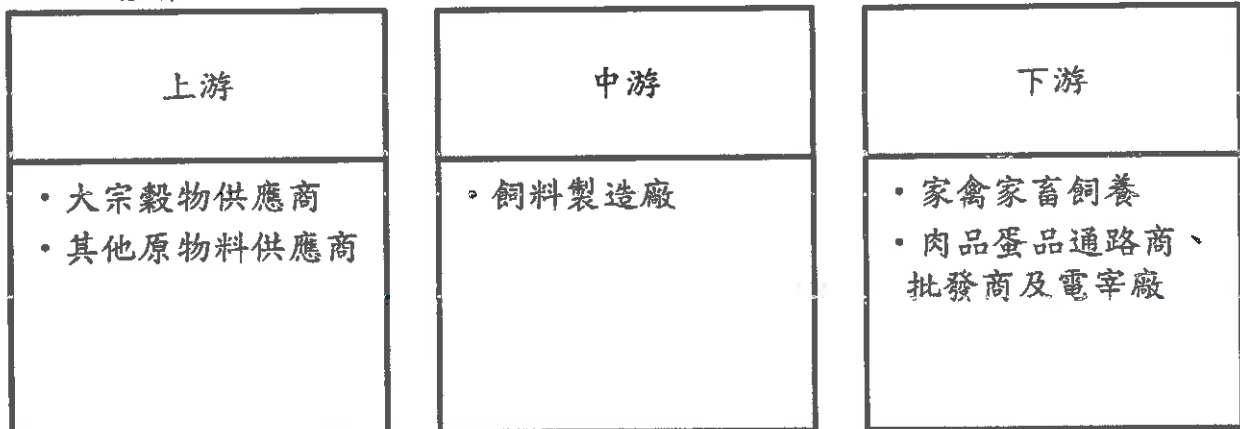 上游
・大宗穀物供應商
・其他原物料供應商
中游
・飼料製造廠
下游
・家禽家畜飼養
・肉品蛋品通路商、
批發商及電宰廠